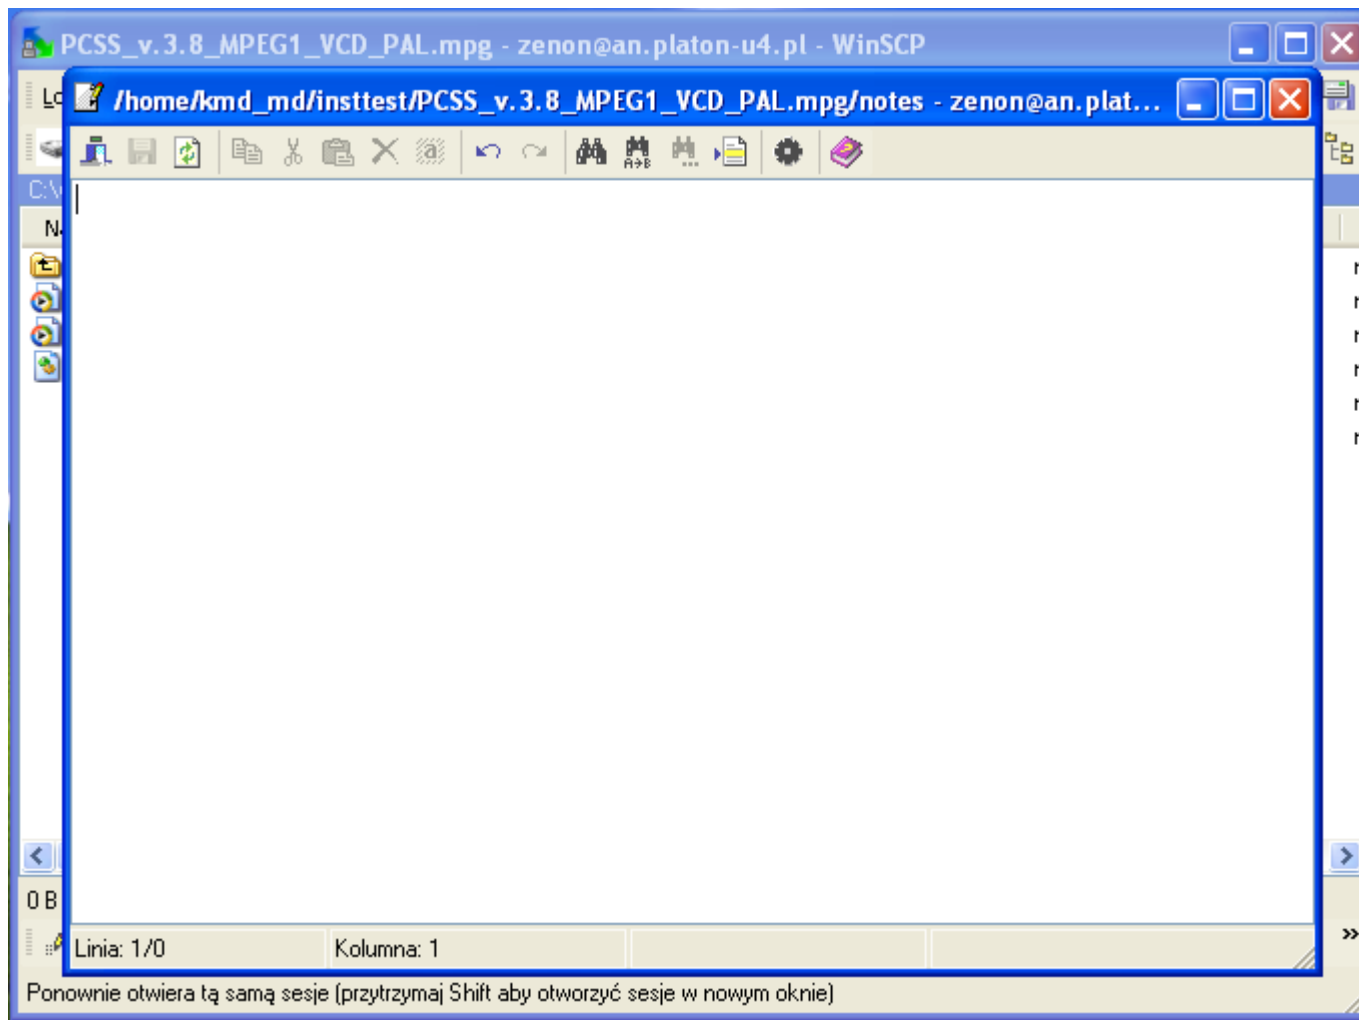 PCSS_v.3.8_MPEG1_VCD_PAL.mpg - zenon@an.platon-u4.pl - WinSCP
/home/kmd_md/insttest/PCSS_v.3.8_MPEG1_VCD_PAL.mpg/notes - zenon@an.plat...
C:\
0 B
Linia: 1/0 Kolumna: 1
Ponownie otwiera tą samą sesje (przytrzymaj Shift aby otworzyć sesje w nowym oknie)